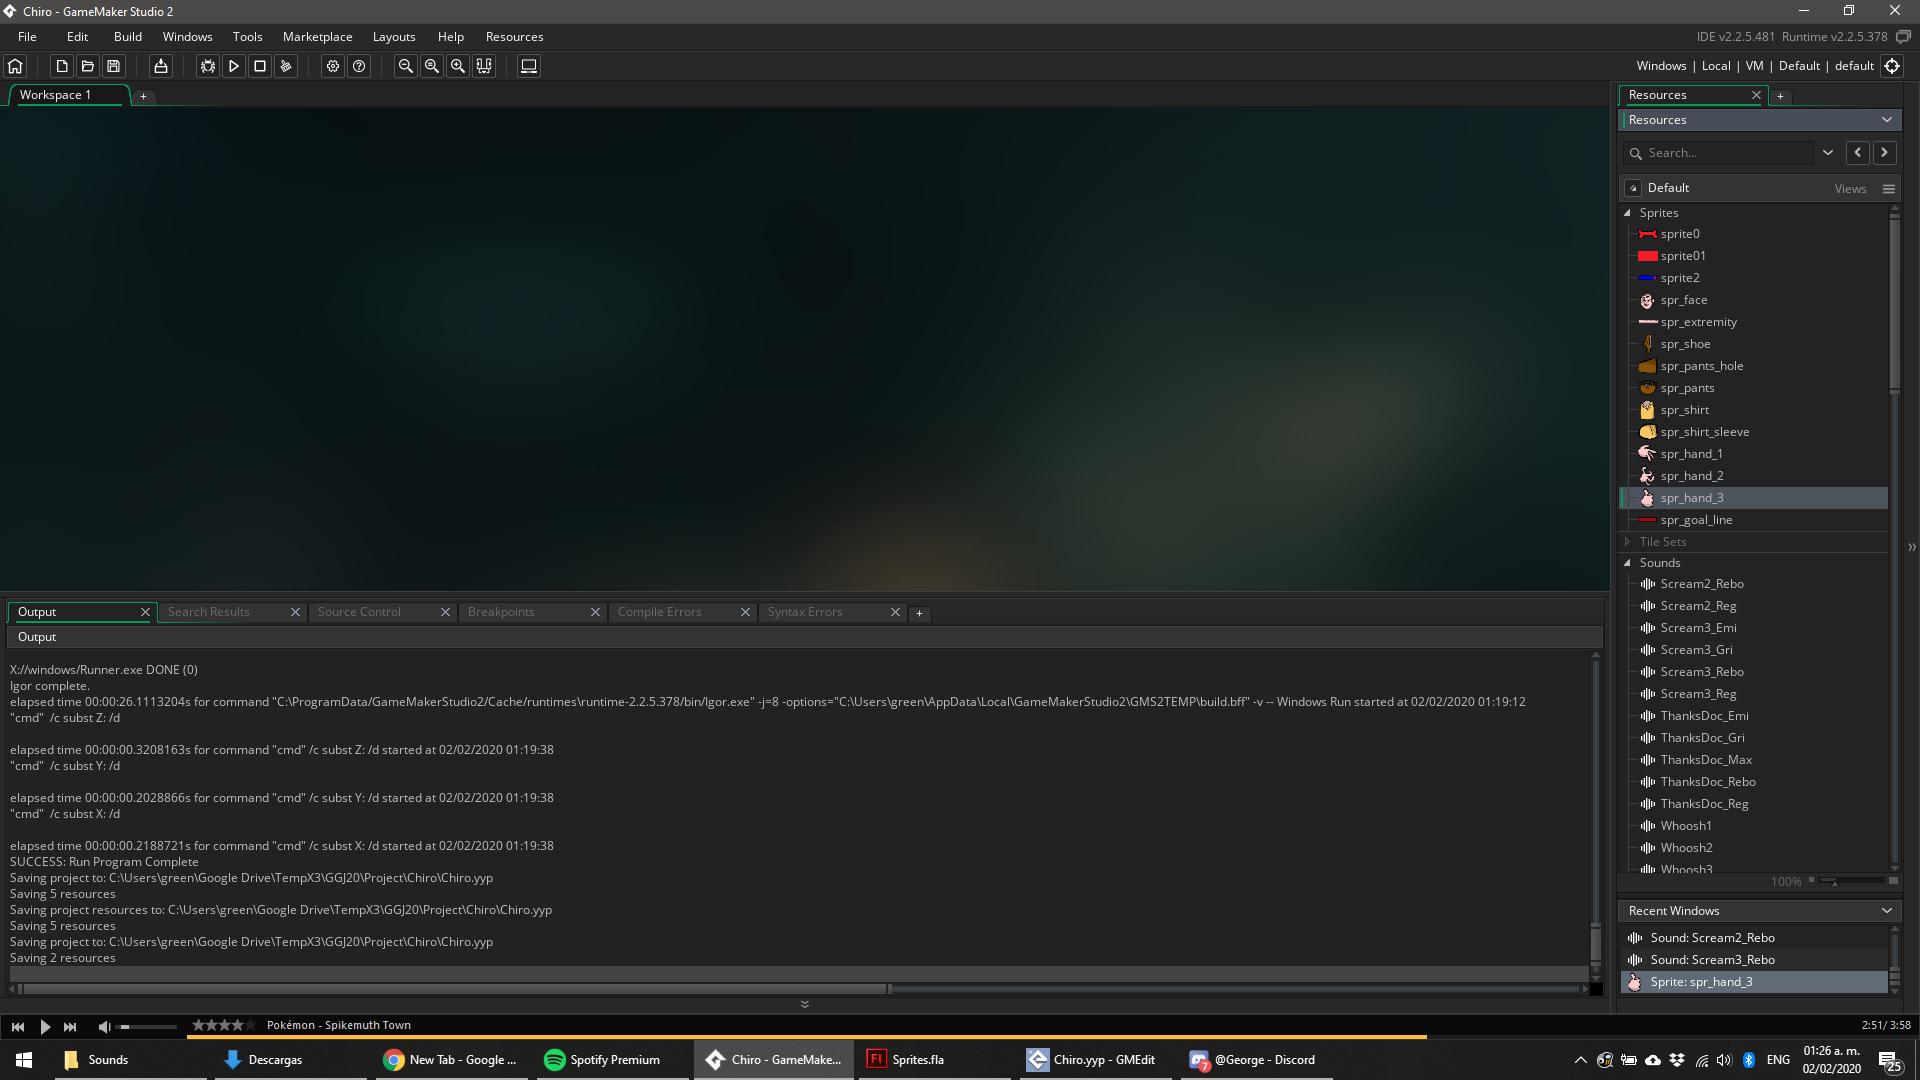 Chiro - GameMaker Studio 2
File Edit Build Windows Tools Marketplace Layouts Help Resources
IDE v2.2.5.481 Runtime v2.2.5.378
Windows | Local | VM | Default | default
Workspace 1 +
Resources +
Resources
Search...
Default Views
Sprites
sprite0
sprite01
sprite2
spr_face
spr_extremity
spr_shoe
spr_pants_hole
spr_pants
spr_shirt
spr_shirt_sleeve
spr_hand_1
spr_hand_2
spr_hand_3
spr_goal_line
Tile Sets
Sounds
Scream2_Rebo
Scream2_Reg
Scream3_Emi
Scream3_Gri
Scream3_Rebo
Scream3_Reg
ThanksDoc_Emi
ThanksDoc_Gri
ThanksDoc_Max
ThanksDoc_Rebo
ThanksDoc_Reg
Whoosh1
Whoosh2
Whoosh3
100%
Recent Windows
Sound: Scream2_Rebo
Sound: Scream3_Rebo
Sprite: spr_hand_3
Output Search Results Source Control Breakpoints Compile Errors Syntax Errors +
Output
X://windows/Runner.exe DONE (0)
Igor complete.
elapsed time 00:00:26.1113204s for command "C:\ProgramData/GameMakerStudio2/Cache/runtimes\runtime-2.2.5.378/bin/Igor.exe" -j=8 -options="C:\Users\green\AppData\Local\GameMakerStudio2\GMS2TEMP\build.bff" -v -- Windows Run started at 02/02/2020 01:19:12
"cmd" /c subst Z: /d
elapsed time 00:00:00.3208163s for command "cmd" /c subst Z: /d started at 02/02/2020 01:19:38
"cmd" /c subst Y: /d
elapsed time 00:00:00.2028866s for command "cmd" /c subst Y: /d started at 02/02/2020 01:19:38
"cmd" /c subst X: /d
elapsed time 00:00:00.2188721s for command "cmd" /c subst X: /d started at 02/02/2020 01:19:38
SUCCESS: Run Program Complete
Saving project to: C:\Users\green\Google Drive\TempX3\GGJ20\Project\Chiro\Chiro.yyp
Saving 5 resources
Saving project resources to: C:\Users\green\Google Drive\TempX3\GGJ20\Project\Chiro\Chiro.yyp
Saving 5 resources
Saving project to: C:\Users\green\Google Drive\TempX3\GGJ20\Project\Chiro\Chiro.yyp
Saving 2 resources
Pokémon - Spikemuth Town
2:51/ 3:58
Sounds
Descargas
New Tab - Google ...
Spotify Premium
Chiro - GameMake...
Fl Sprites.fla
Chiro.yyp - GMEdit
7 @George - Discord
ENG
01:26 a. m.
02/02/2020
25